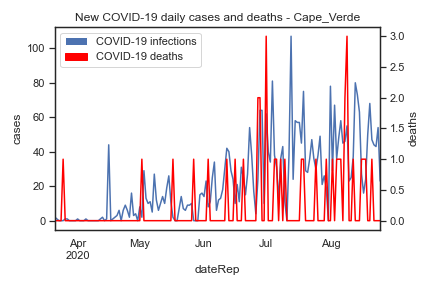 New COVID-19 daily cases and deaths - Cape_Verde
COVID-19 infections
COVID-19 deaths
cases
100
80
60
40
20
0
deaths
3.0
2.5
2.0
1.5
1.0
0.5
0.0
Apr
2020
May
Jun
Jul
Aug
dateRep